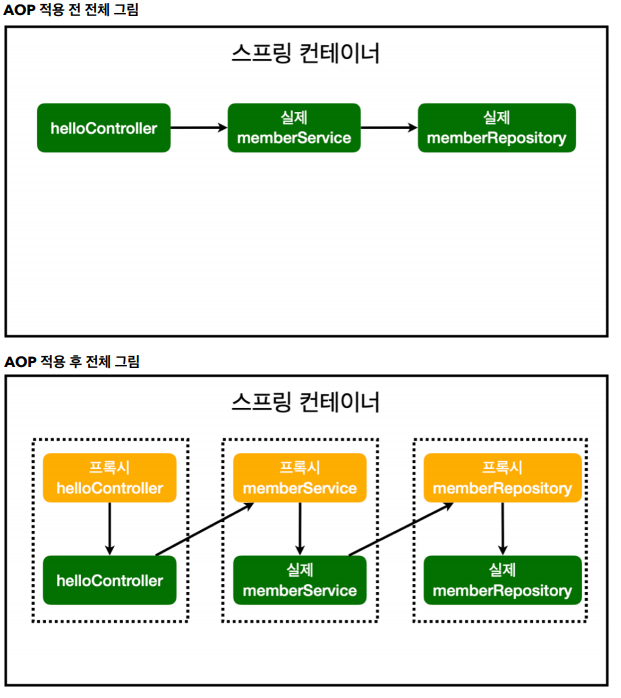 AOP 적용 전 전체 그림
스프링 컨테이너
helloController
실제
memberService
실제
memberRepository
AOP 적용 후 전체 그림
스프링 컨테이너
프록시
helloController
프록시
memberService
프록시
memberRepository
helloController
실제
memberService
실제
memberRepository